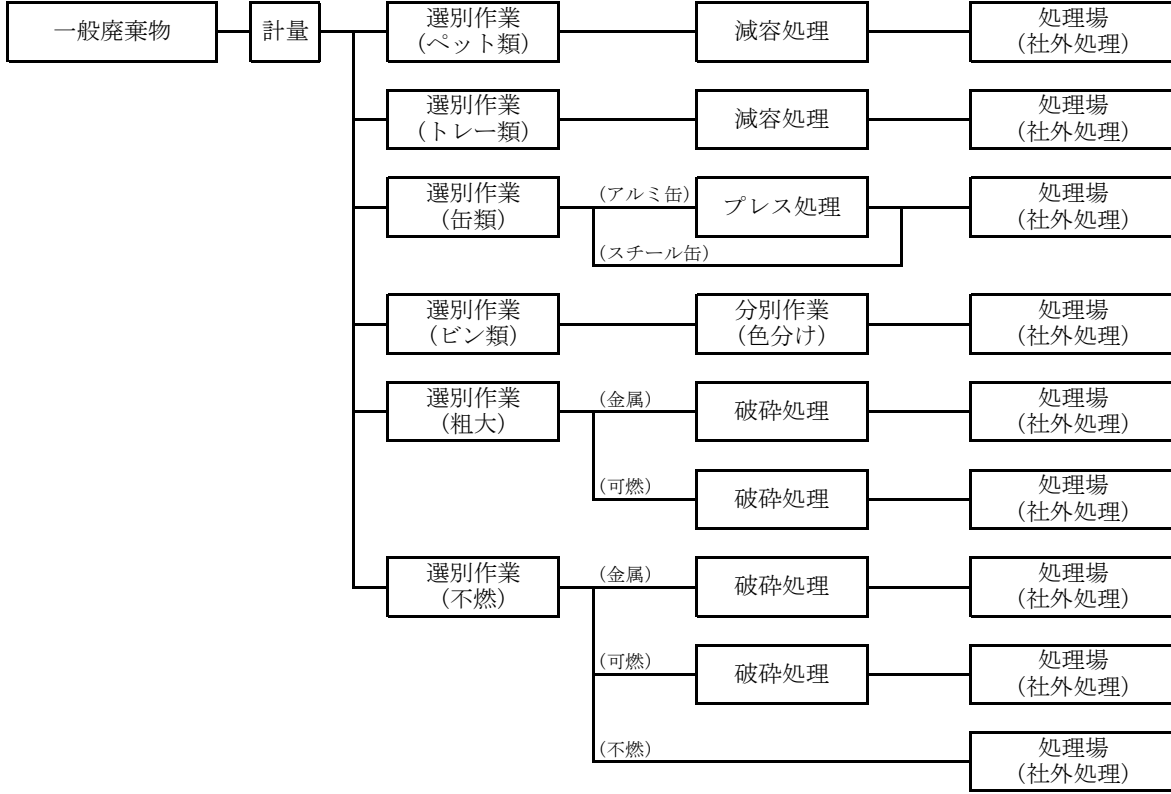 一般廃棄物
計量
選別作業
（ペット類）
減容処理
処理場
（社外処理）
選別作業
（トレー類）
減容処理
処理場
（社外処理）
選別作業
（缶類）
（アルミ缶）
プレス処理
（スチール缶）
処理場
（社外処理）
選別作業
（ビン類）
分別作業
（色分け）
処理場
（社外処理）
選別作業
（粗大）
（金属）
破砕処理
処理場
（社外処理）
（可燃）
破砕処理
処理場
（社外処理）
選別作業
（不燃）
（金属）
破砕処理
処理場
（社外処理）
（可燃）
破砕処理
処理場
（社外処理）
（不燃）
処理場
（社外処理）